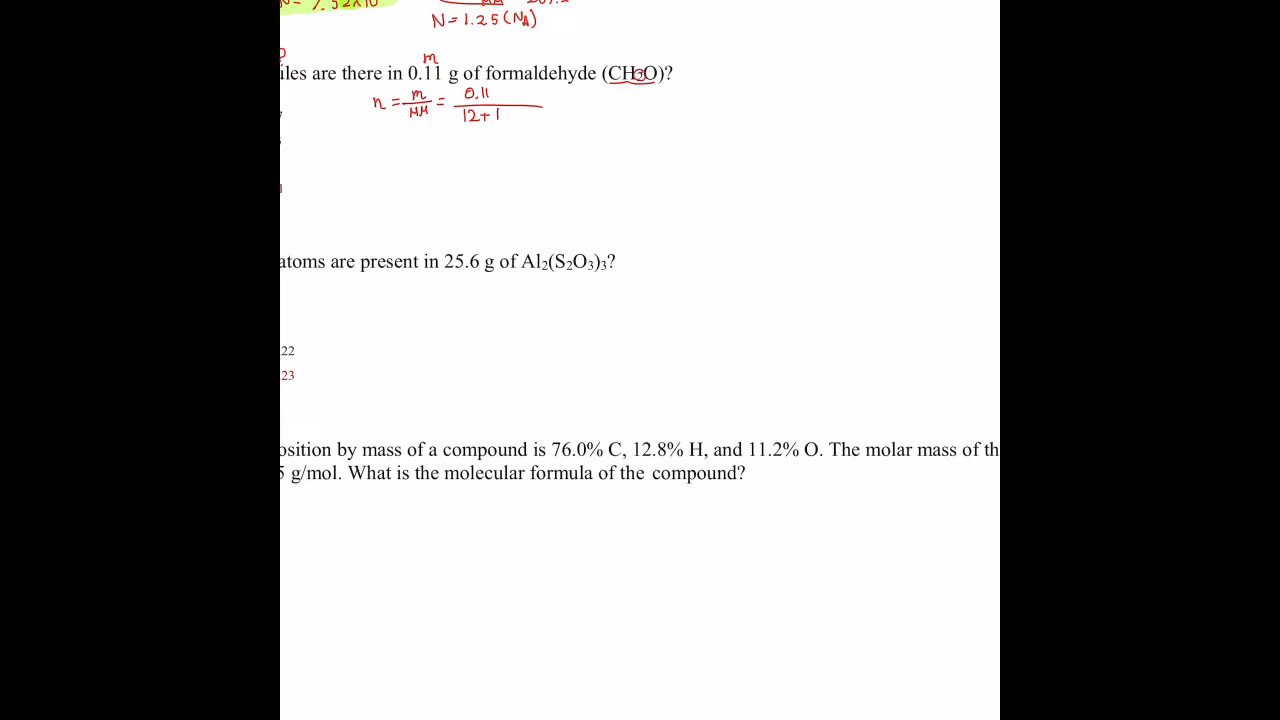 N = 1.25 (NA)
m
ules are there in 0.11 g of formaldehyde (CH2O)?
n = m/MM = 0.11/12+1
atoms are present in 25.6 g of Al₂(S₂O₃)₃?
22
23
osition by mass of a compound is 76.0% C, 12.8% H, and 11.2% O. The molar mass of th
5 g/mol. What is the molecular formula of the compound?